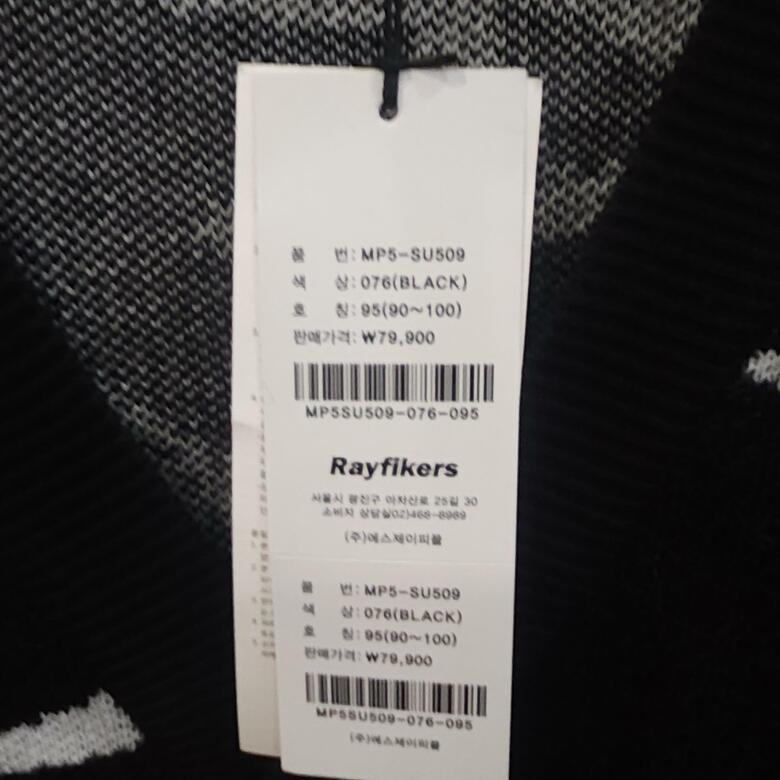 품 번: MP5-SU509
색 상: 076(BLACK)
호 칭: 95(90~100)
판매가격: ₩79,900
MP5SU509-076-095
Rayfikers
서울시 광진구 아차산로 25길 30
소비자 상담실02)468-8989
(주)에스제이피플
품 번: MP5-SU509
색 상: 076(BLACK)
호 칭: 95(90~100)
판매가격: ₩79,900
MP5SU509-076-095
(주)에스제이피플